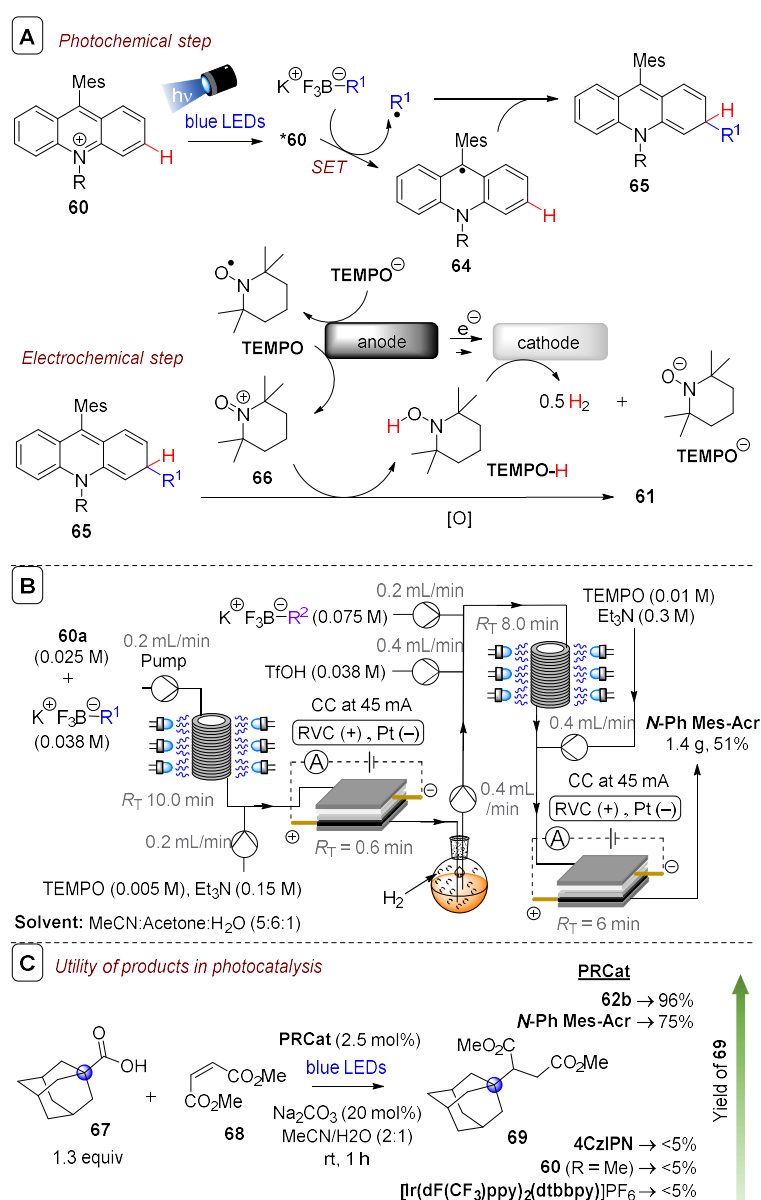 A
Photochemical step
Mes
N
⊕
R
H
60
hν
blue LEDs
K⊕ F3B⊖-R1
*60
SET
R1•
Mes
•
N
R
H
64
Mes
N
R
H
R1
65
O•
N
TEMPO
TEMPO⊖
anode
e⊖
cathode
Electrochemical step
Mes
N
R
H
R1
65
O
N⊕
66
H O
N
TEMPO-H
0.5 H2 +
O⊖
N
TEMPO⊖
[O]
61
B
60a
(0.025 M)
+
K⊕ F3B⊖-R1
(0.038 M)
0.2 mL/min
Pump
RT 10.0 min
0.2 mL/min
TEMPO (0.005 M), Et3N (0.15 M)
Solvent: MeCN:Acetone:H2O (5:6:1)
CC at 45 mA
RVC (+) , Pt (–)
A
⊖
⊕
RT = 0.6 min
H2
0.4 mL
/min
K⊕ F3B⊖-R2 (0.075 M)
0.2 mL/min
TfOH (0.038 M)
0.4 mL/min
RT 8.0 min
TEMPO (0.01 M)
Et3N (0.3 M)
0.4 mL/min
N-Ph Mes-Acr
1.4 g, 51%
CC at 45 mA
RVC (+) , Pt (–)
A
⊖
⊕
RT = 6 min
C
Utility of products in photocatalysis
O
OH
67
1.3 equiv
+
CO2Me
CO2Me
68
PRCat (2.5 mol%)
blue LEDs
Na2CO3 (20 mol%)
MeCN/H2O (2:1)
rt, 1 h
MeO2C
CO2Me
69
PRCat
62b → 96%
N-Ph Mes-Acr → 75%
4CzIPN → <5%
60 (R = Me) → <5%
[Ir(dF(CF3)ppy)2(dtbbpy)]PF6 → <5%
Yield of 69